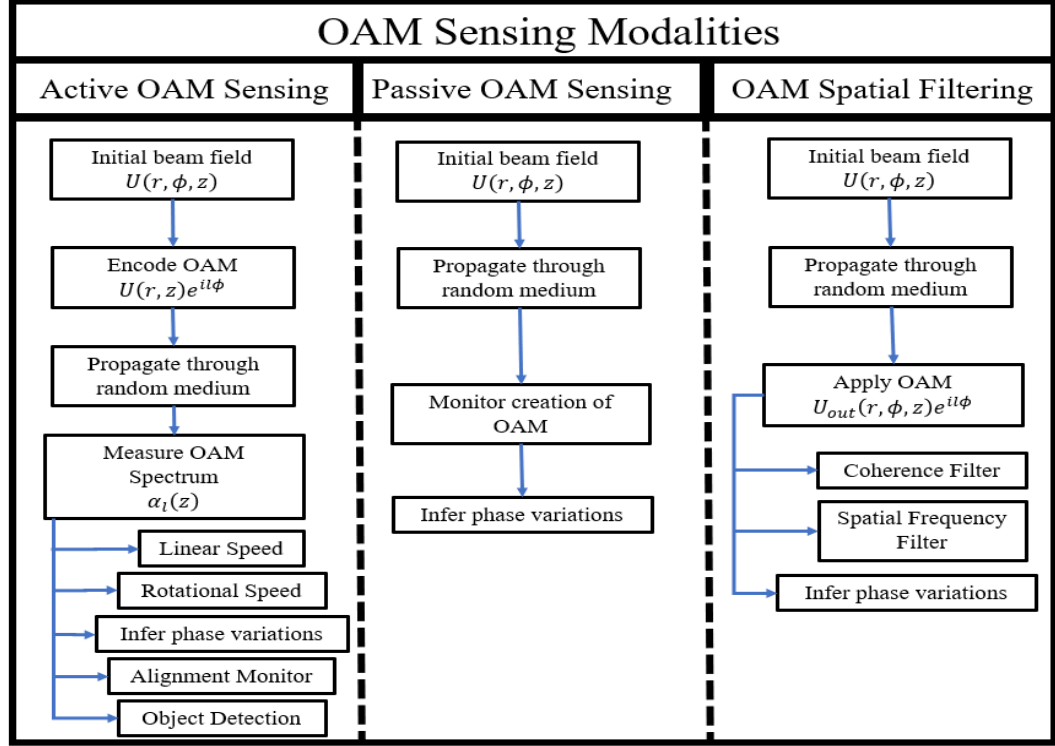 OAM Sensing Modalities
Active OAM Sensing
Initial beam field
U(r, ϕ, z)
Encode OAM
U(r, z)e^{ilϕ}
Propagate through
random medium
Measure OAM
Spectrum
α_l(z)
Linear Speed
Rotational Speed
Infer phase variations
Alignment Monitor
Object Detection
Passive OAM Sensing
Initial beam field
U(r, ϕ, z)
Propagate through
random medium
Monitor creation of
OAM
Infer phase variations
OAM Spatial Filtering
Initial beam field
U(r, ϕ, z)
Propagate through
random medium
Apply OAM
U_{out}(r, ϕ, z)e^{ilϕ}
Coherence Filter
Spatial Frequency
Filter
Infer phase variations